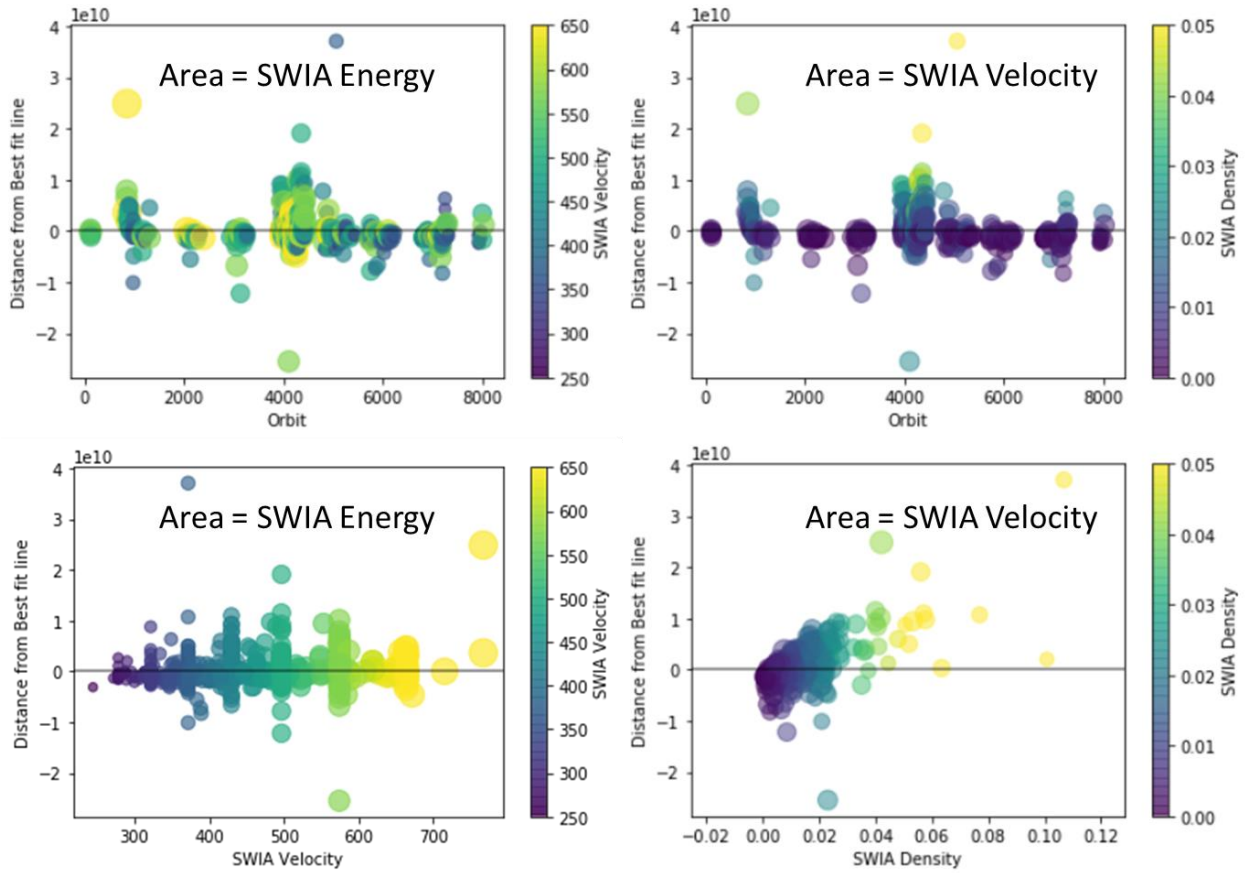 1e10
Area = SWIA Energy
Distance from Best fit line
4
3
2
1
0
−1
−2
0 2000 4000 6000 8000
Orbit
650
600
550
500
450
400
350
300
250
SWIA Velocity
1e10
Area = SWIA Velocity
Distance from Best fit line
4
3
2
1
0
−1
−2
0 2000 4000 6000 8000
Orbit
0.05
0.04
0.03
0.02
0.01
0.00
SWIA Density
1e10
Area = SWIA Energy
Distance from Best fit line
4
3
2
1
0
−1
−2
300 400 500 600 700
SWIA Velocity
650
600
550
500
450
400
350
300
250
SWIA Velocity
1e10
Area = SWIA Velocity
Distance from Best fit line
4
3
2
1
0
−1
−2
−0.02 0.00 0.02 0.04 0.06 0.08 0.10 0.12
SWIA Density
0.05
0.04
0.03
0.02
0.01
0.00
SWIA Density